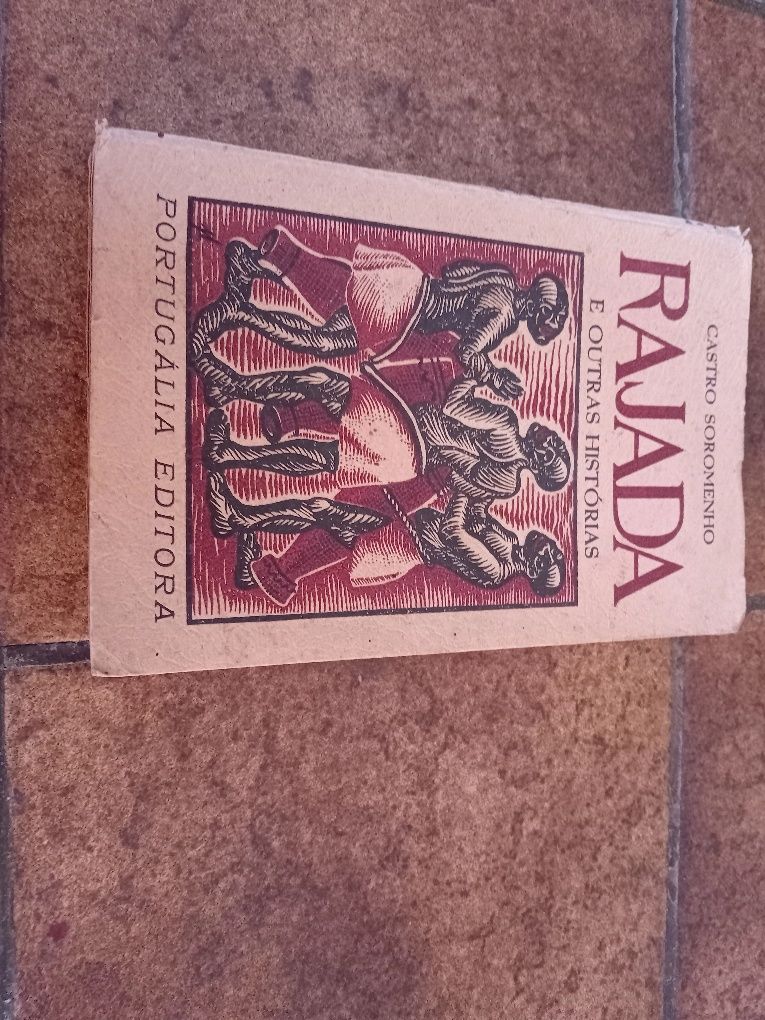 CASTRO SOROMENHO
RAJADA
E OUTRAS HISTÓRIAS
PORTUGÁLIA EDITORA